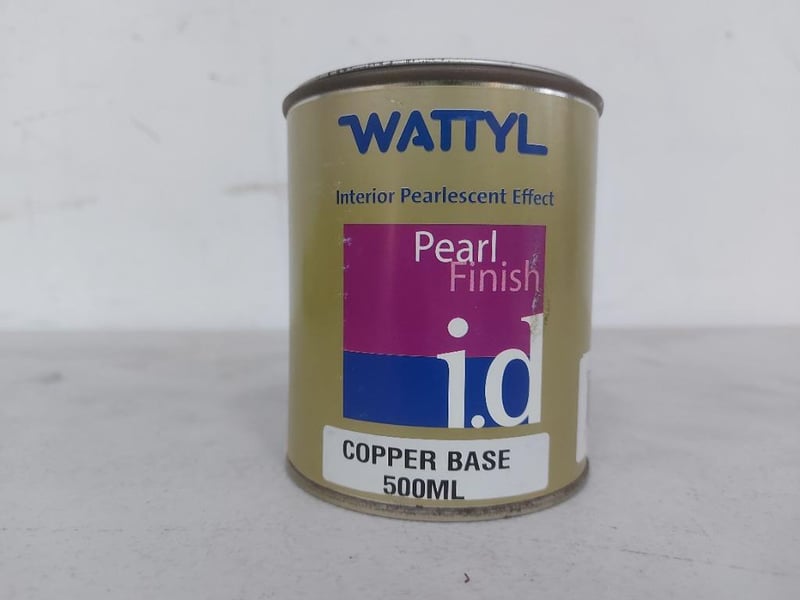 WATTYL
Interior Pearlescent Effect
Pearl
Finish
i.d
COPPER BASE
500ML